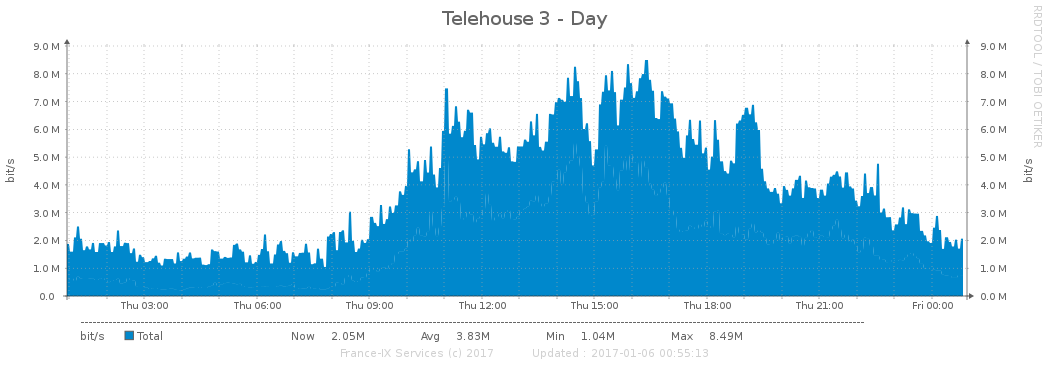 Telehouse 3 - Day
RRDTOOL / TOBI OETIKER
bit/s
9.0 M
8.0 M
7.0 M
6.0 M
5.0 M
4.0 M
3.0 M
2.0 M
1.0 M
0.0
9.0 M
8.0 M
7.0 M
6.0 M
5.0 M
4.0 M
3.0 M
2.0 M
1.0 M
0.0 M
bit/s
Thu 03:00 Thu 06:00 Thu 09:00 Thu 12:00 Thu 15:00 Thu 18:00 Thu 21:00 Fri 00:00
bit/s Total Now 2.05M Avg 3.83M Min 1.04M Max 8.49M
France-IX Services (c) 2017 Updated : 2017-01-06 00:55:13